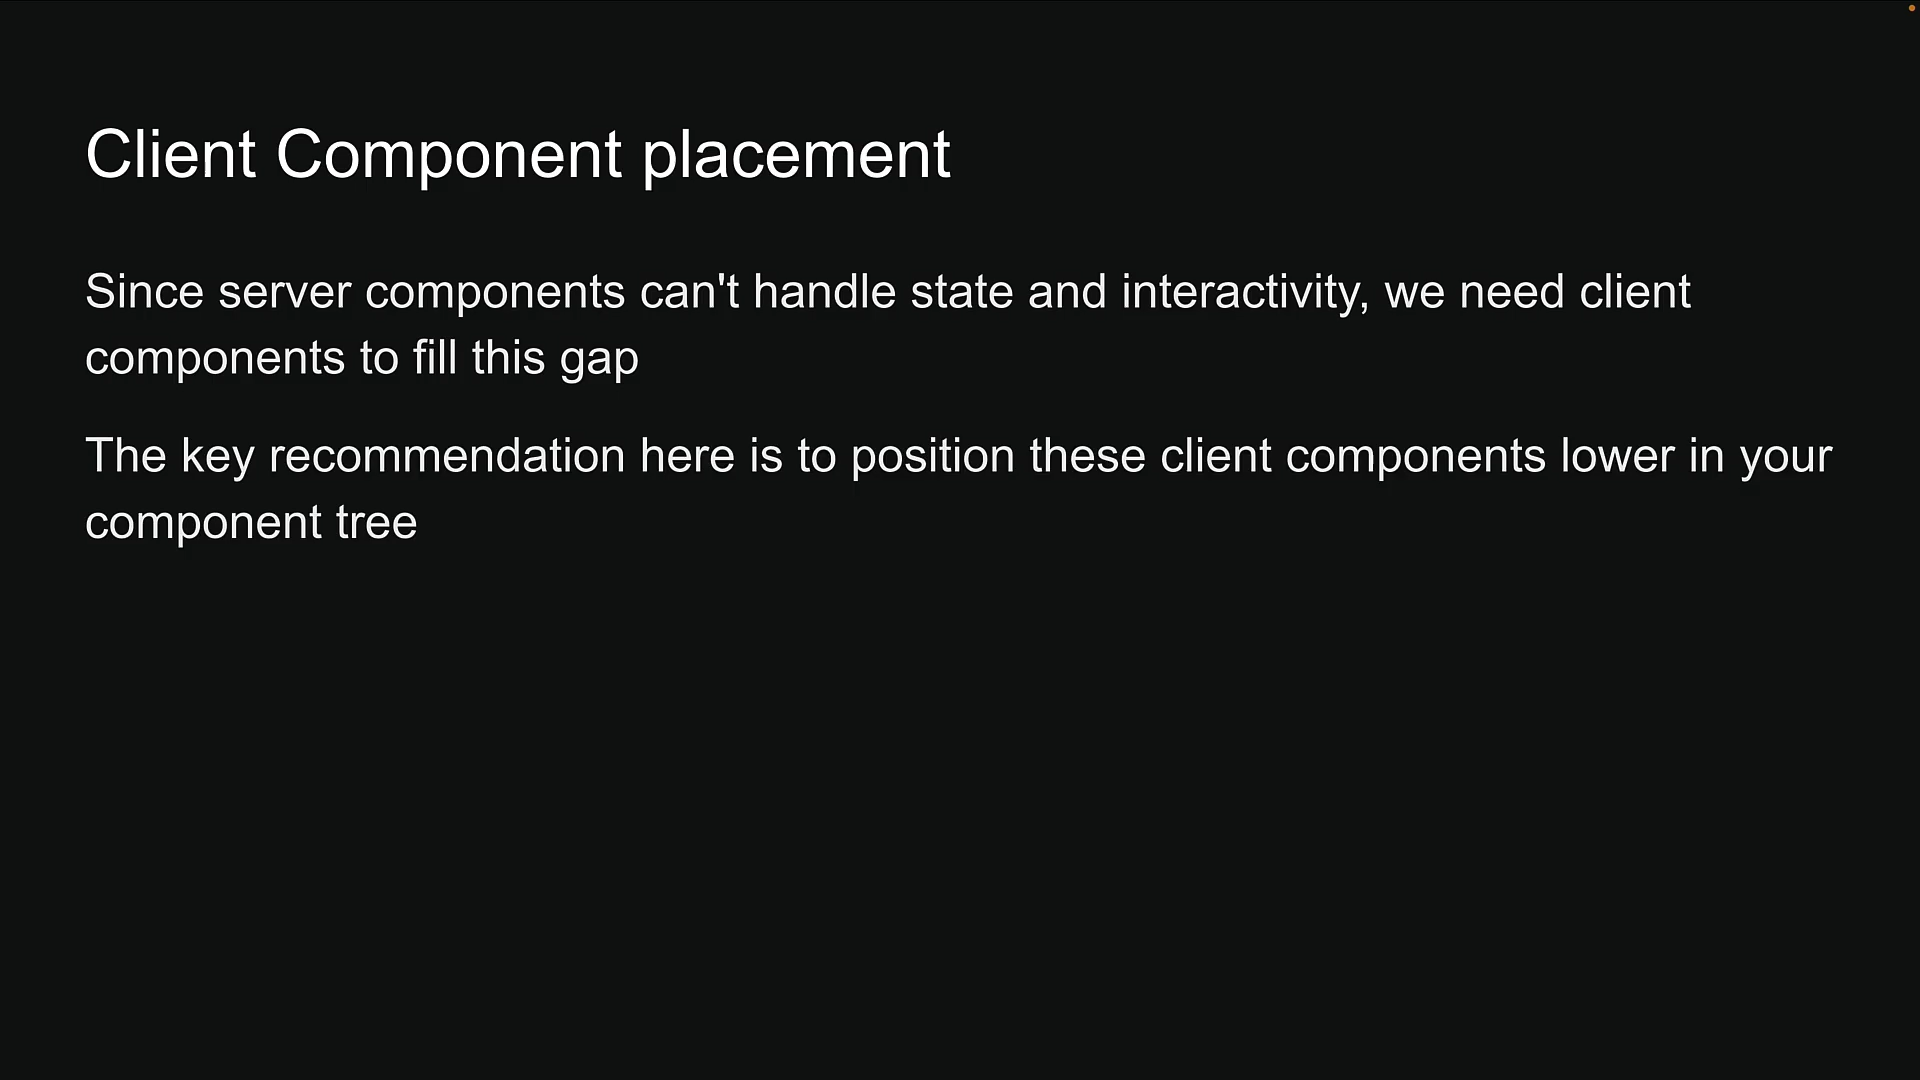 Client Component placement
Since server components can't handle state and interactivity, we need client
components to fill this gap
The key recommendation here is to position these client components lower in your
component tree